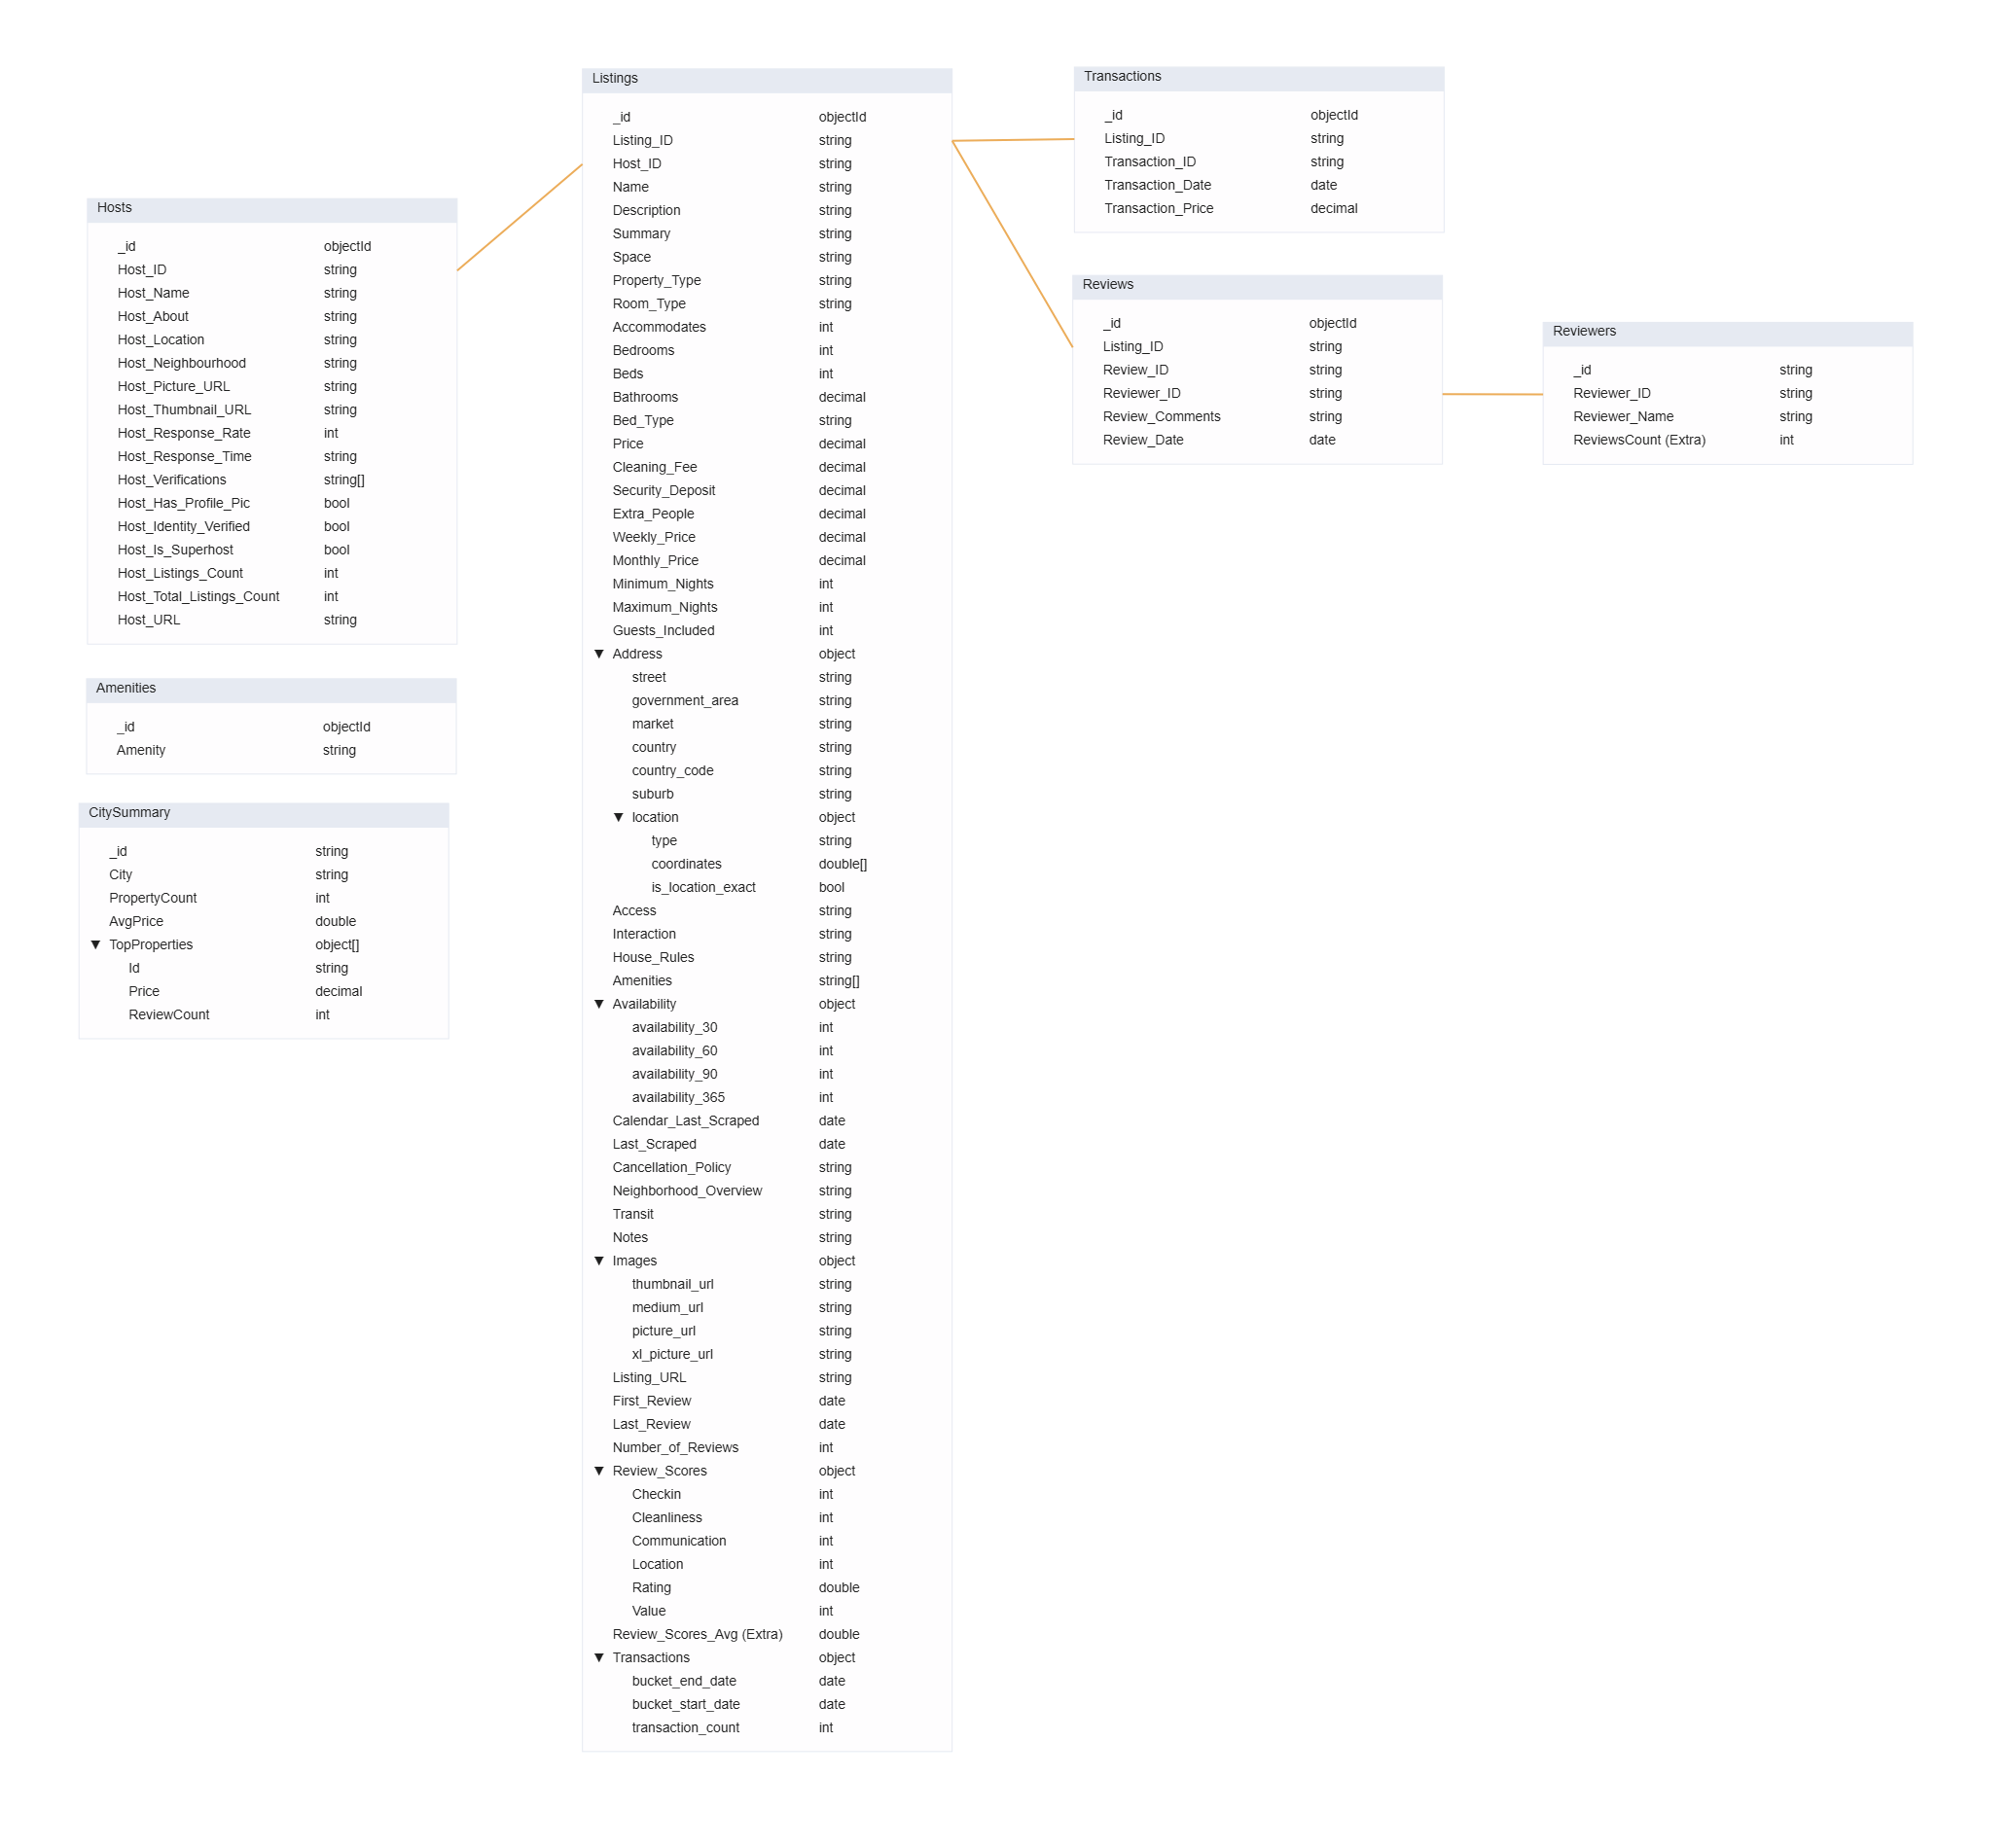 Listings
_id objectId
Listing_ID string
Host_ID string
Name string
Description string
Summary string
Space string
Property_Type string
Room_Type string
Accommodates int
Bedrooms int
Beds int
Bathrooms decimal
Bed_Type string
Price decimal
Cleaning_Fee decimal
Security_Deposit decimal
Extra_People decimal
Weekly_Price decimal
Monthly_Price decimal
Minimum_Nights int
Maximum_Nights int
Guests_Included int
▼ Address object
street string
government_area string
market string
country string
country_code string
suburb string
▼ location object
type string
coordinates double[]
is_location_exact bool
Access string
Interaction string
House_Rules string
Amenities string[]
▼ Availability object
availability_30 int
availability_60 int
availability_90 int
availability_365 int
Calendar_Last_Scraped date
Last_Scraped date
Cancellation_Policy string
Neighborhood_Overview string
Transit string
Notes string
▼ Images object
thumbnail_url string
medium_url string
picture_url string
xl_picture_url string
Listing_URL string
First_Review date
Last_Review date
Number_of_Reviews int
▼ Review_Scores object
Checkin int
Cleanliness int
Communication int
Location int
Rating double
Value int
Review_Scores_Avg (Extra) double
▼ Transactions object
bucket_end_date date
bucket_start_date date
transaction_count int
Transactions
_id objectId
Listing_ID string
Transaction_ID string
Transaction_Date date
Transaction_Price decimal
Hosts
_id objectId
Host_ID string
Host_Name string
Host_About string
Host_Location string
Host_Neighbourhood string
Host_Picture_URL string
Host_Thumbnail_URL string
Host_Response_Rate int
Host_Response_Time string
Host_Verifications string[]
Host_Has_Profile_Pic bool
Host_Identity_Verified bool
Host_Is_Superhost bool
Host_Listings_Count int
Host_Total_Listings_Count int
Host_URL string
Reviews
_id objectId
Listing_ID string
Review_ID string
Reviewer_ID string
Review_Comments string
Review_Date date
Reviewers
_id string
Reviewer_ID string
Reviewer_Name string
ReviewsCount (Extra) int
Amenities
_id objectId
Amenity string
CitySummary
_id string
City string
PropertyCount int
AvgPrice double
▼ TopProperties object[]
Id string
Price decimal
ReviewCount int